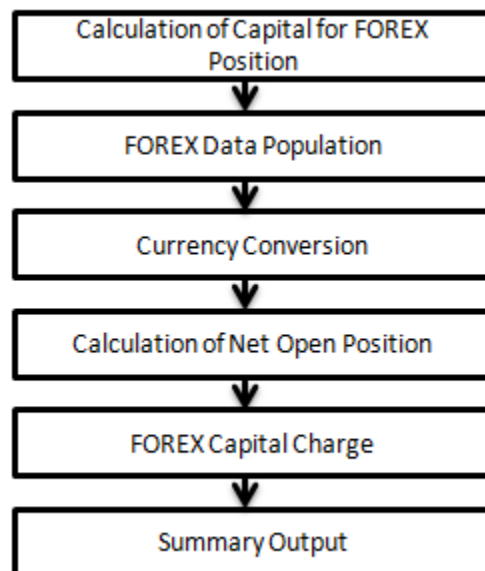 Calculation of Capital for FOREX
Position
FOREX Data Population
Currency Conversion
Calculation of Net Open Position
FOREX Capital Charge
Summary Output